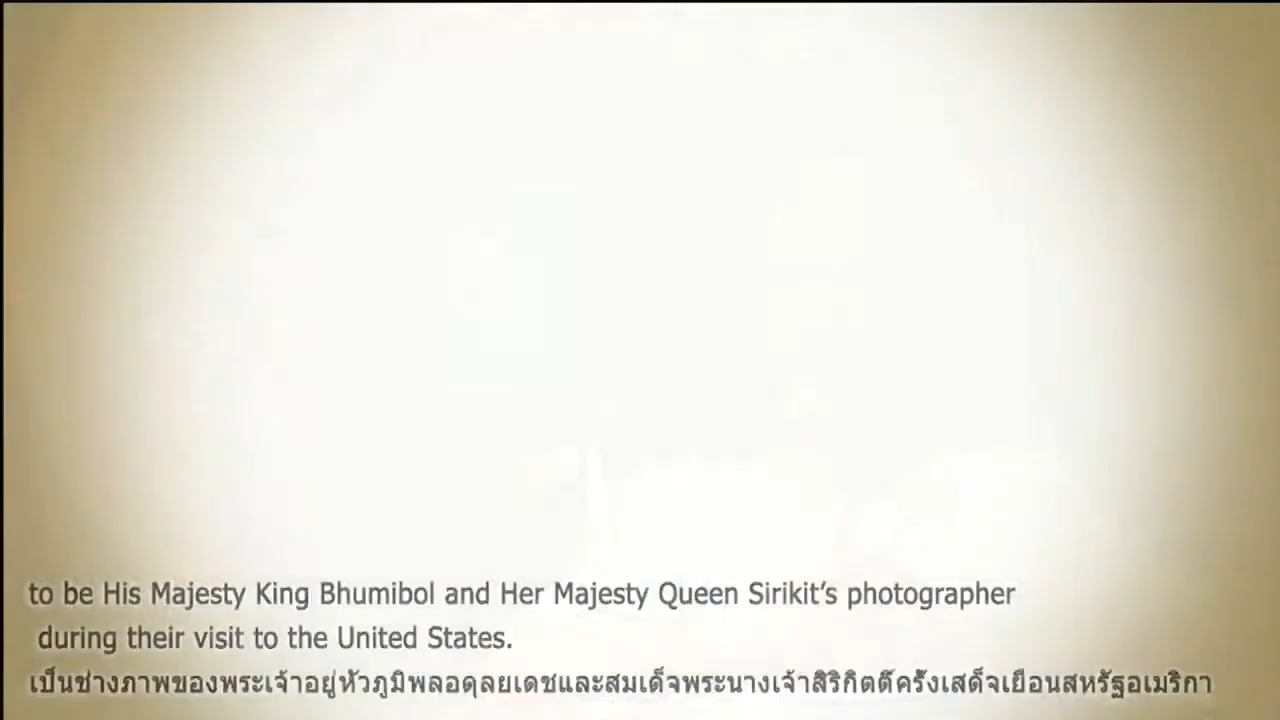 to be His Majesty King Bhumibol and Her Majesty Queen Sirikit’s photographer
during their visit to the United States.
เป็นช่างภาพของพระเจ้าอยู่หัวภูมิพลอดุลยเดชและสมเด็จพระนางเจ้าสิริกิตติ์ครั้งเสด็จเยือนสหรัฐอเมริกา